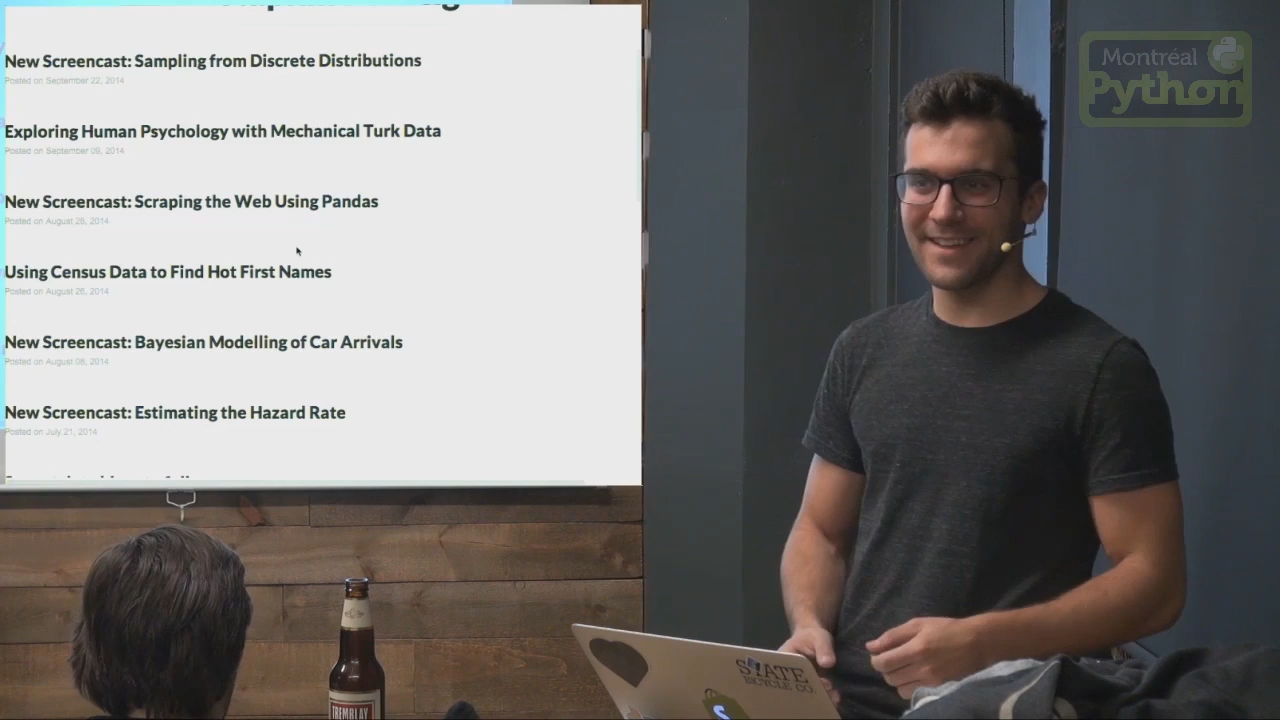 New Screencast: Sampling from Discrete Distributions
Posted on September 22, 2014
Exploring Human Psychology with Mechanical Turk Data
Posted on September 09, 2014
New Screencast: Scraping the Web Using Pandas
Posted on August 28, 2014
Using Census Data to Find Hot First Names
Posted on August 26, 2014
New Screencast: Bayesian Modelling of Car Arrivals
Posted on August 08, 2014
New Screencast: Estimating the Hazard Rate
Posted on July 21, 2014
Montréal
Python
STATE
BICYCLE CO.
TREMBLAY